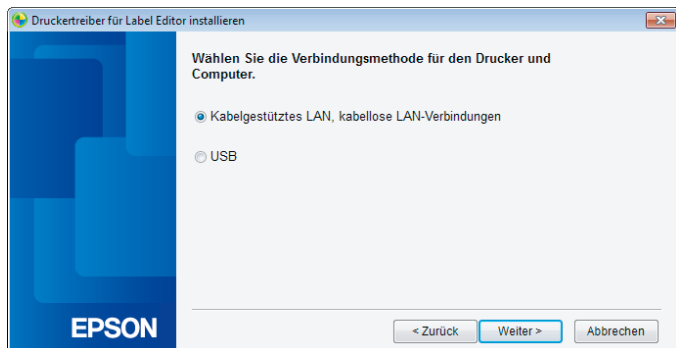 Druckertreiber für Label Editor installieren
Wählen Sie die Verbindungsmethode für den Drucker und
Computer.
Kabelgestütztes LAN, kabellose LAN-Verbindungen
USB
EPSON
< Zurück
Weiter >
Abbrechen